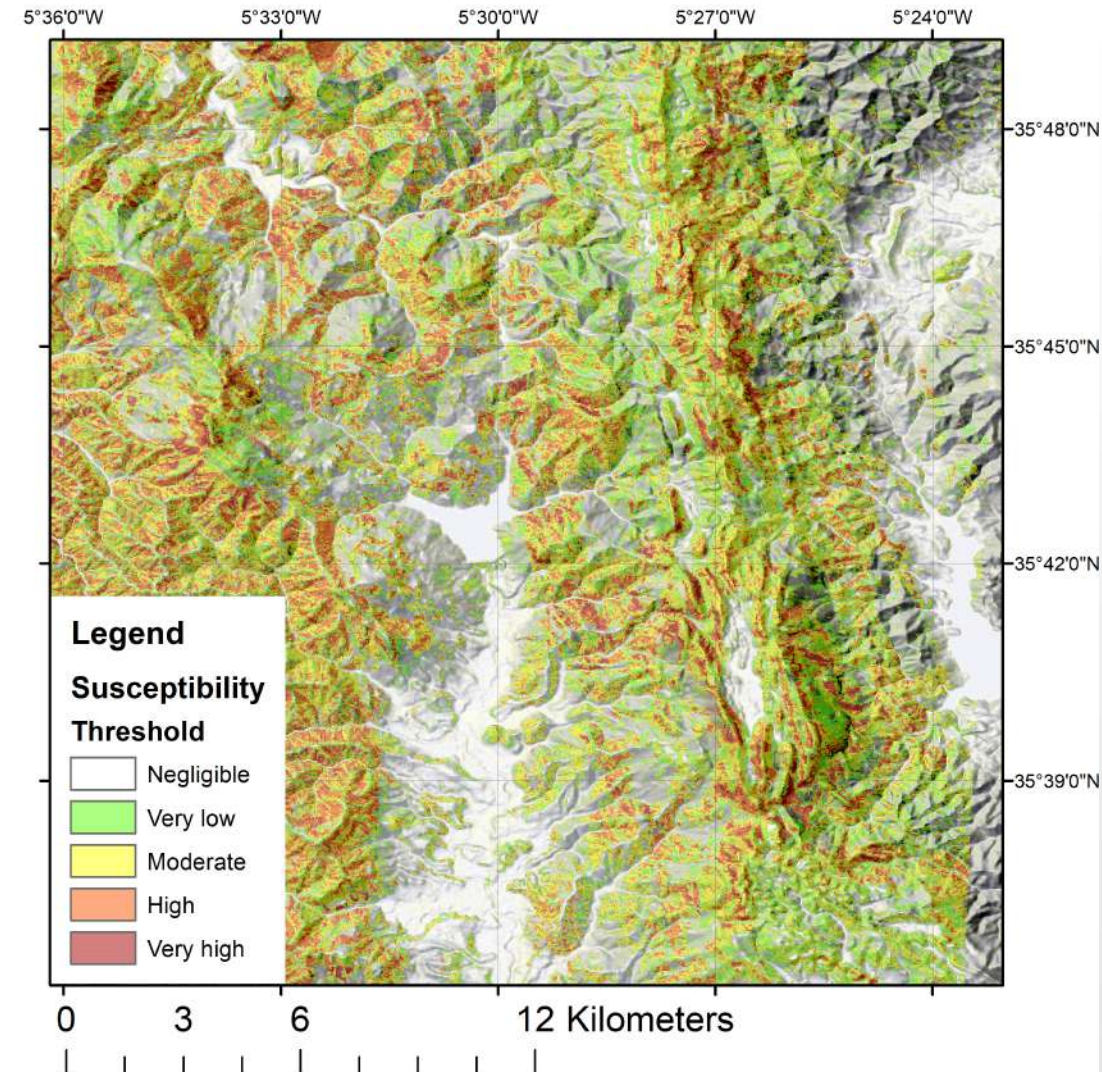 5°36'0"W 5°33'0"W 5°30'0"W 5°27'0"W 5°24'0"W
35°48'0"N
35°45'0"N
35°42'0"N
35°39'0"N
Legend
Susceptibility
Threshold
Negligible
Very low
Moderate
High
Very high
0 3 6 12 Kilometers